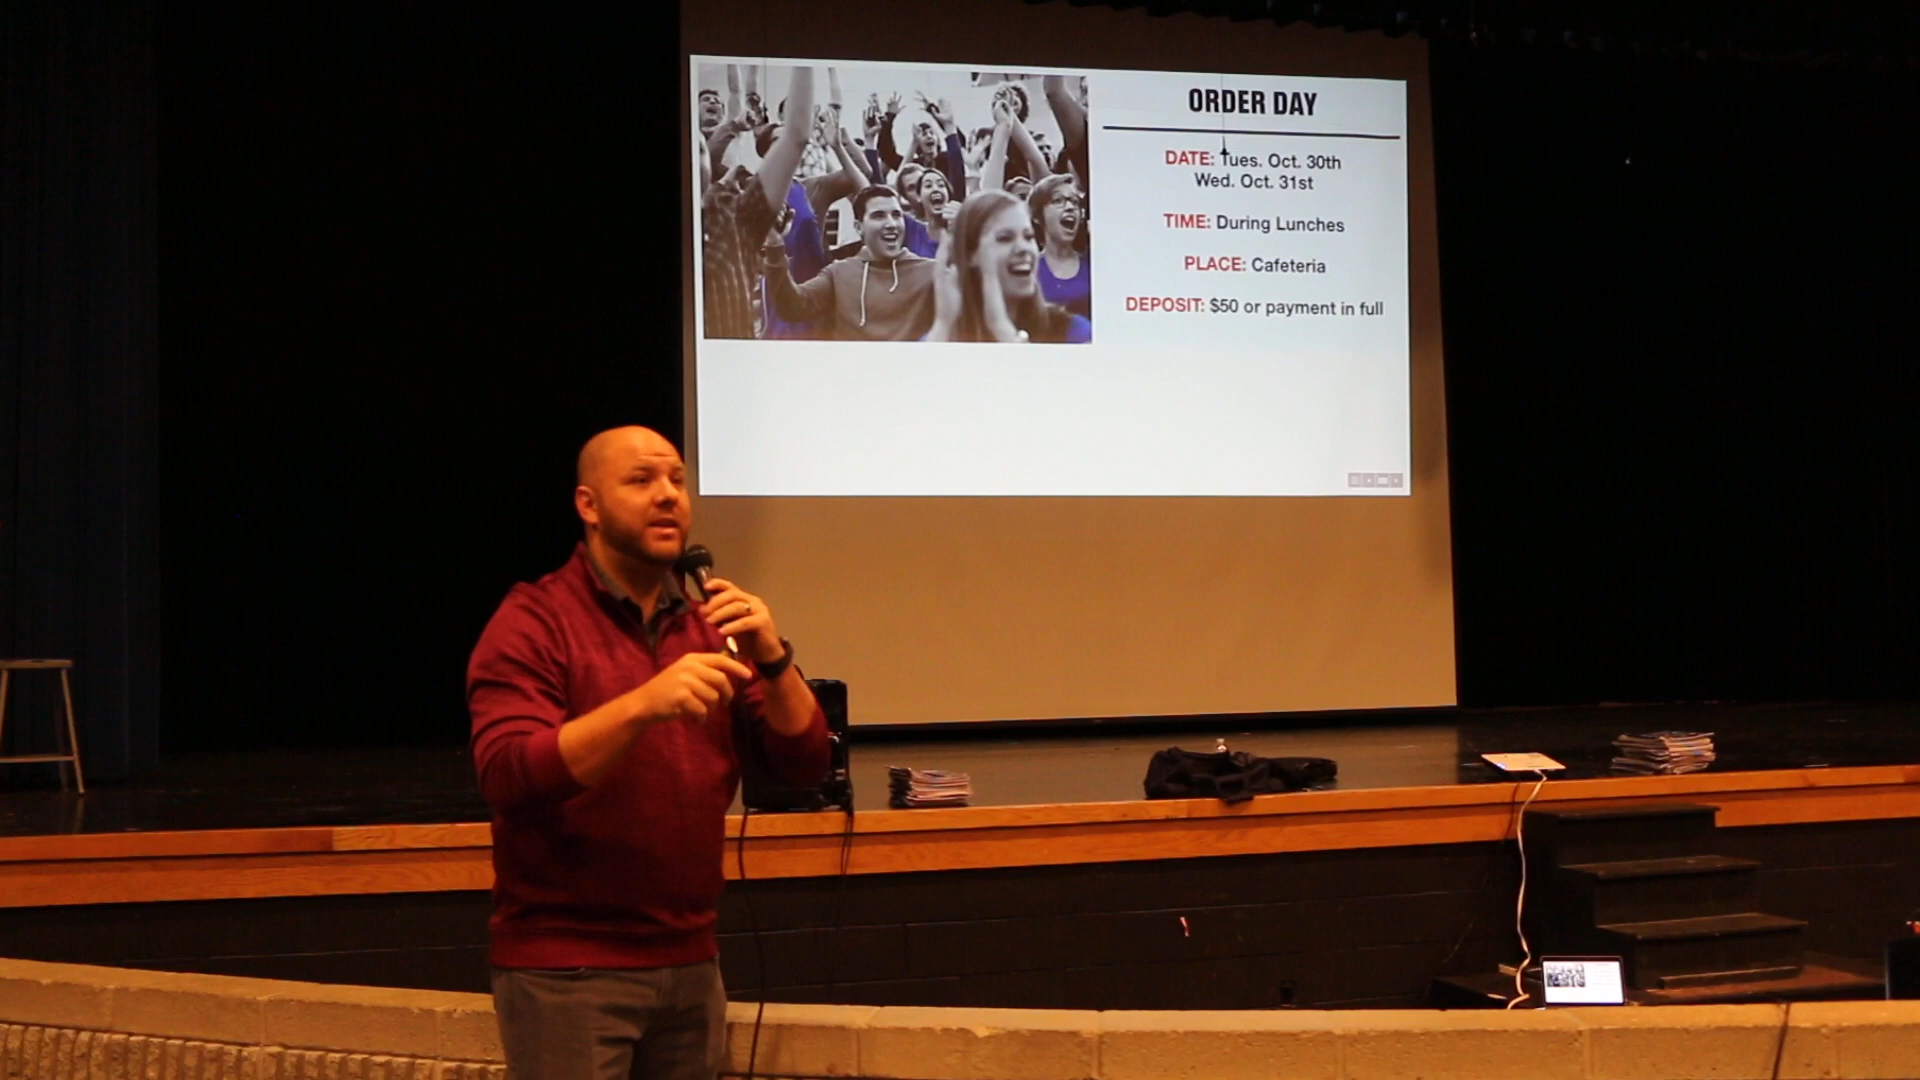 ORDER DAY
DATE: Tues. Oct. 30th
Wed. Oct. 31st
TIME: During Lunches
PLACE: Cafeteria
DEPOSIT: $50 or payment in full